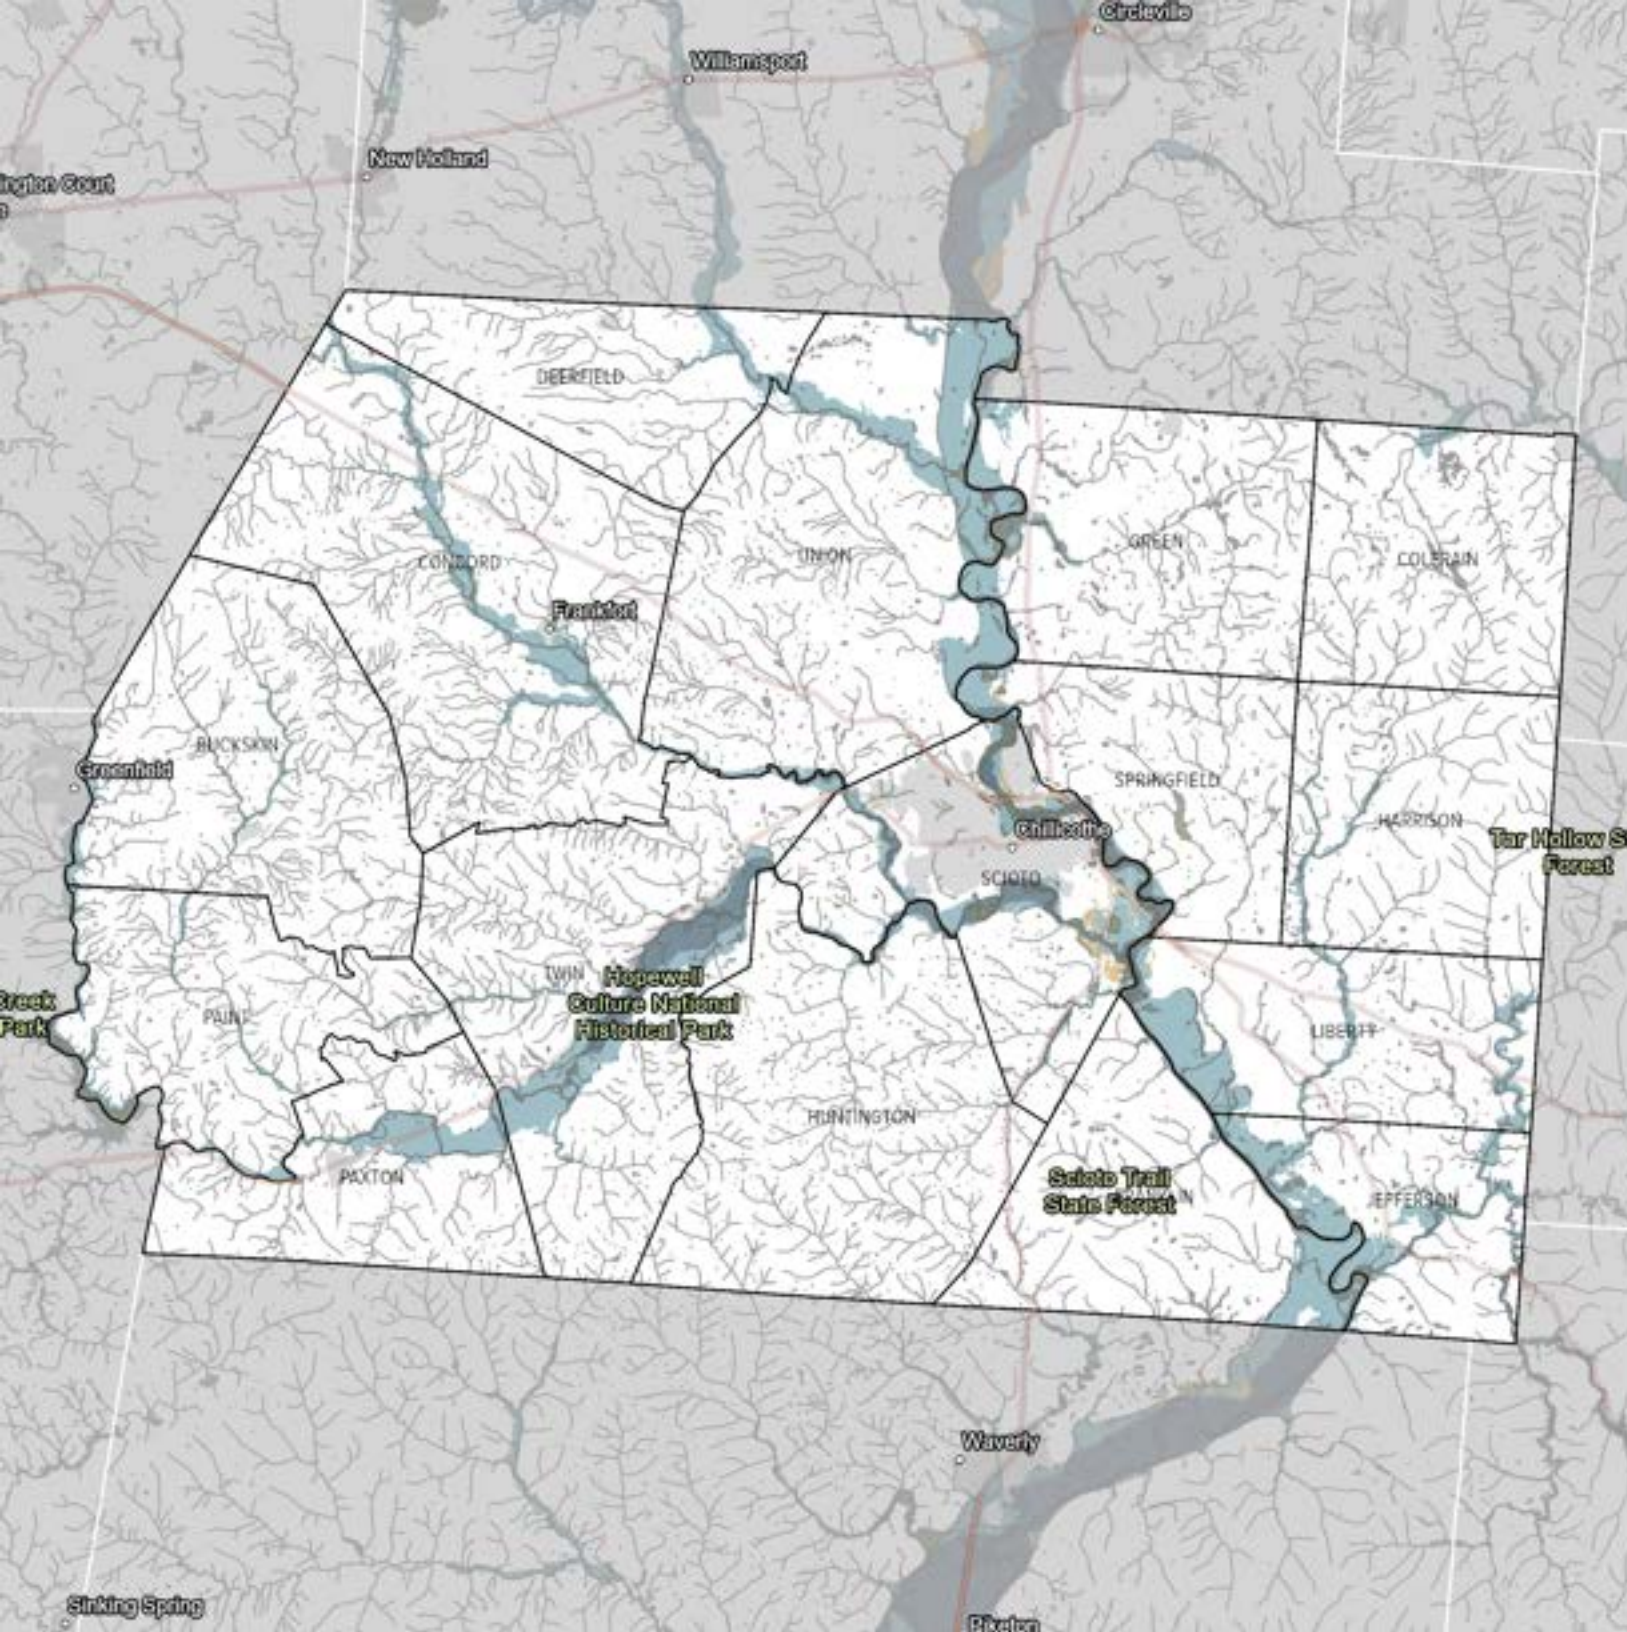 Circleville
Williamsport
New Holland
ington Court
DEERFIELD
CONCORD
UNION
GREEN
COLERAIN
Frankfort
BUCKSKIN
Greenfield
SPRINGFIELD
Chillicothe
HARRISON
Tar Hollow S
Forest
SCIOTO
TWIN
Hopewell
Culture National
Historical Park
Creek
Park
PAINT
LIBERTY
HUNTINGTON
PAXTON
Scioto Trail
State Forest
IN
JEFFERSON
Waverly
Sinking Spring
Piketon